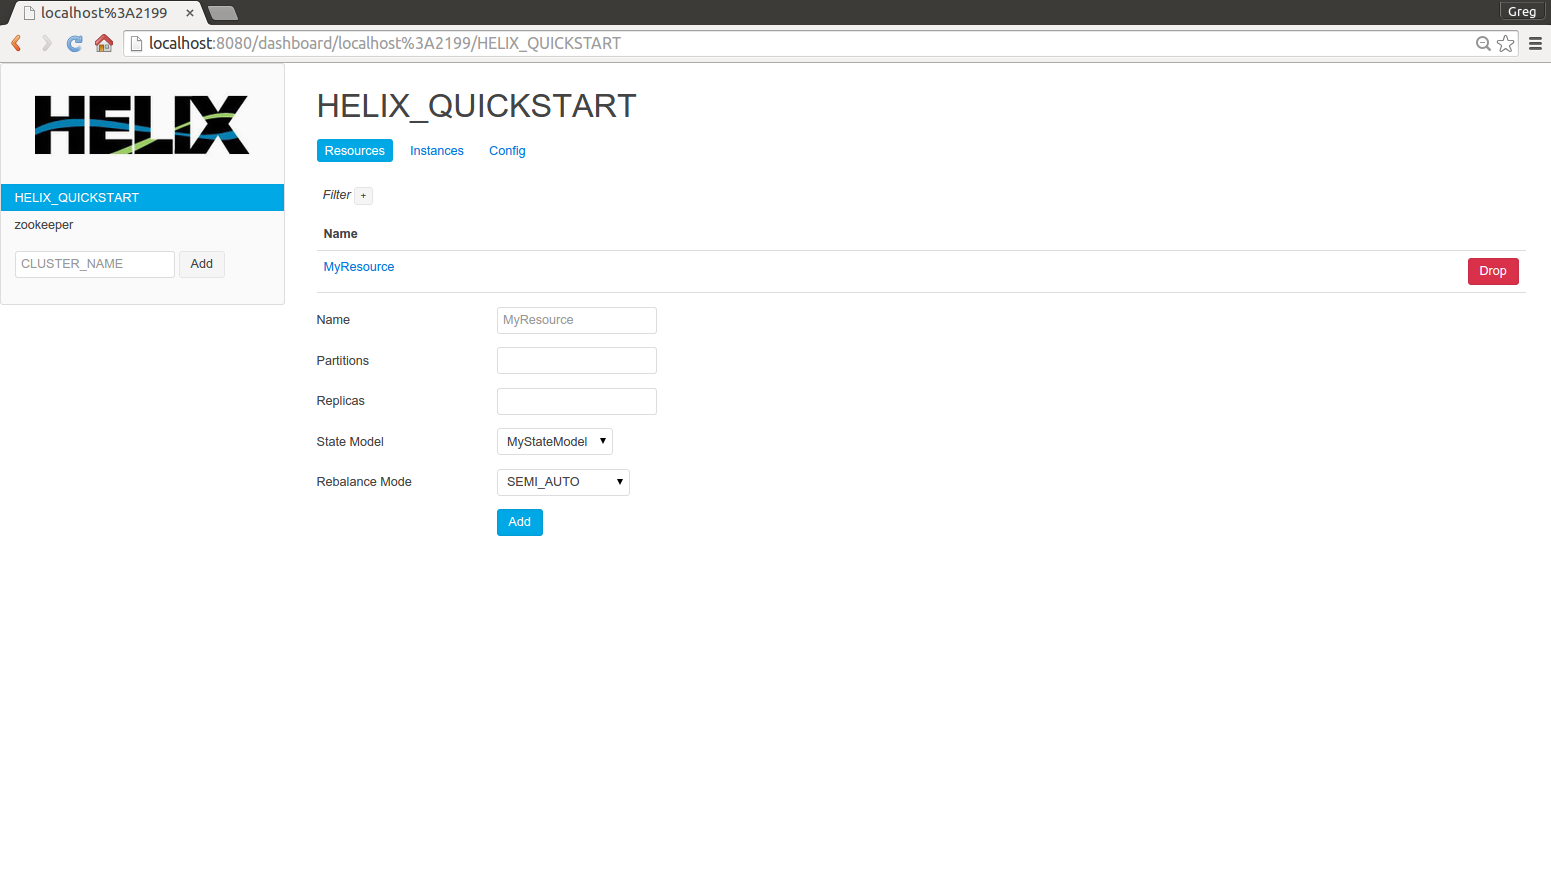 localhost%3A2199 ×
Greg
localhost:8080/dashboard/localhost%3A2199/HELIX_QUICKSTART
HELIX
HELIX_QUICKSTART
zookeeper
CLUSTER_NAME Add
HELIX_QUICKSTART
Resources Instances Config
Filter +
Name
MyResource Drop
Name MyResource
Partitions
Replicas
State Model MyStateModel
Rebalance Mode SEMI_AUTO
Add